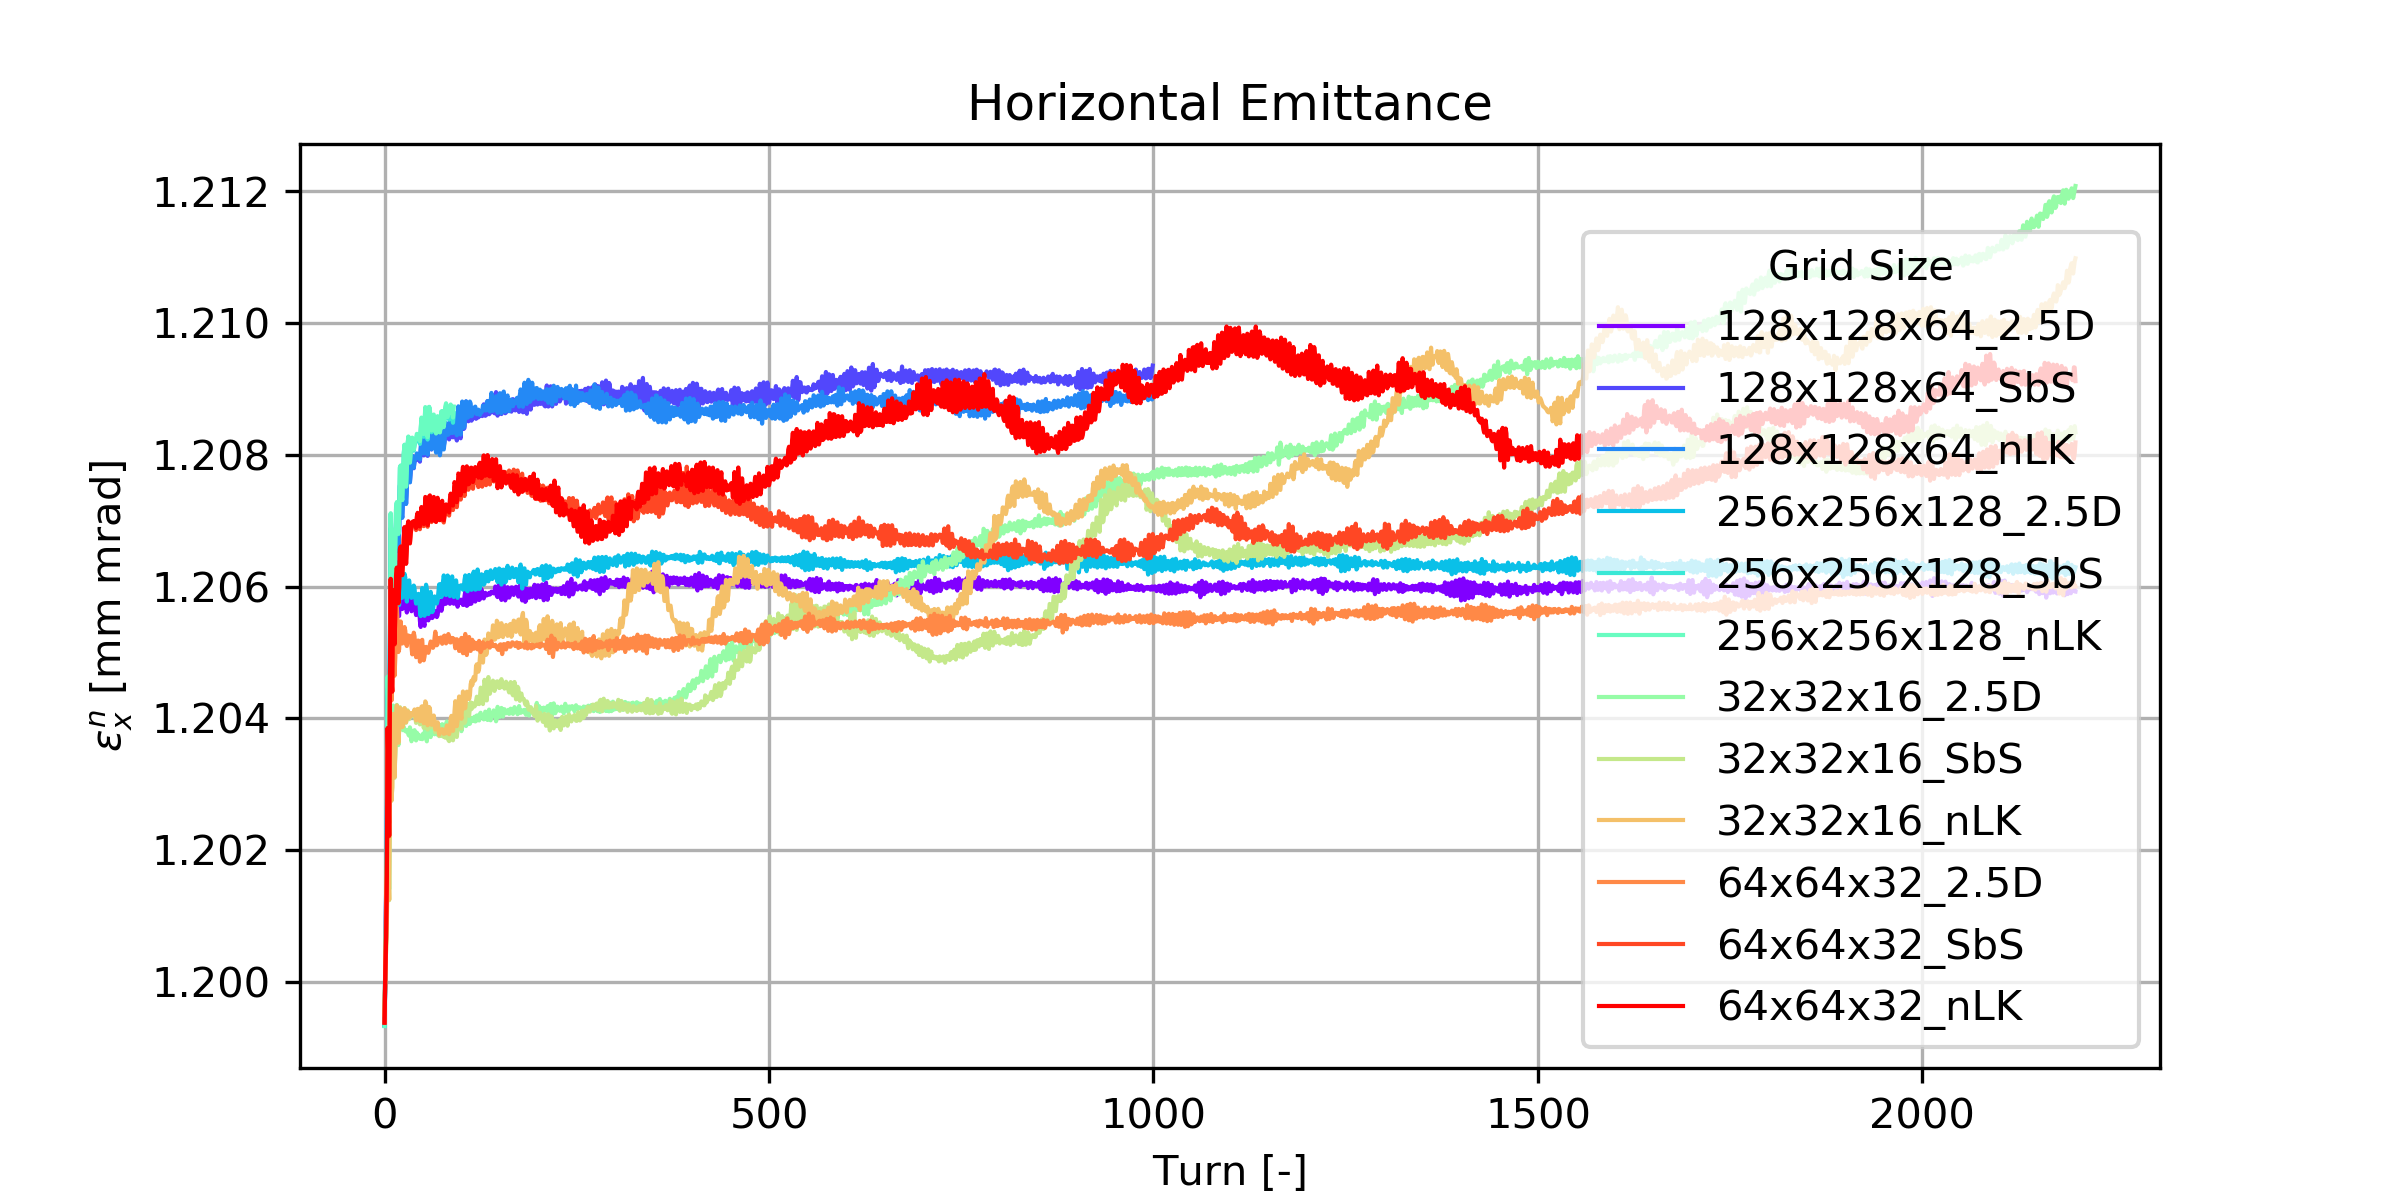 Horizontal Emittance
1.212
1.210
1.208
1.206
1.204
1.202
1.200
εₓⁿ [mm mrad]
Grid Size
128x128x64_2.5D
128x128x64_SbS
128x128x64_nLK
256x256x128_2.5D
256x256x128_SbS
256x256x128_nLK
32x32x16_2.5D
32x32x16_SbS
32x32x16_nLK
64x64x32_2.5D
64x64x32_SbS
64x64x32_nLK
0 500 1000 1500 2000
Turn [-]